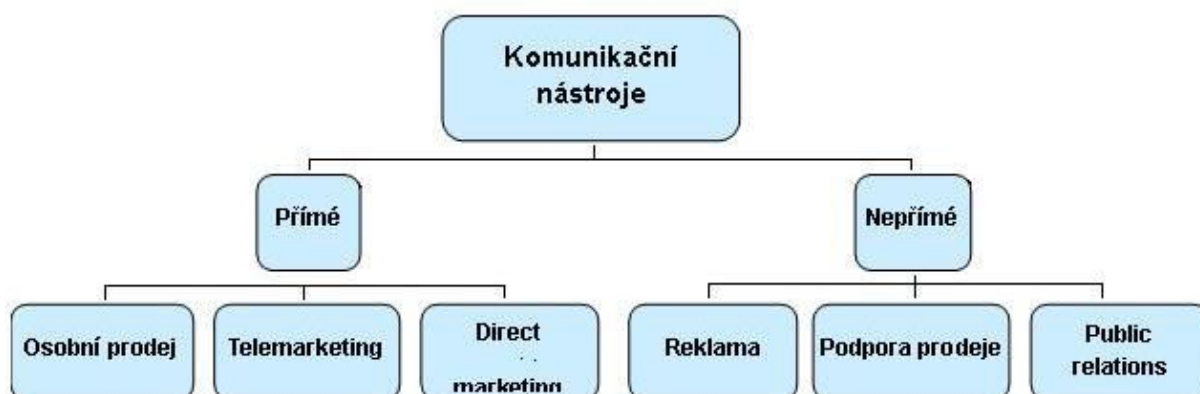 Komunikační
nástroje
Přímé
Nepřímé
Osobní prodej
Telemarketing
Direct
marketing
Reklama
Podpora prodeje
Public
relations